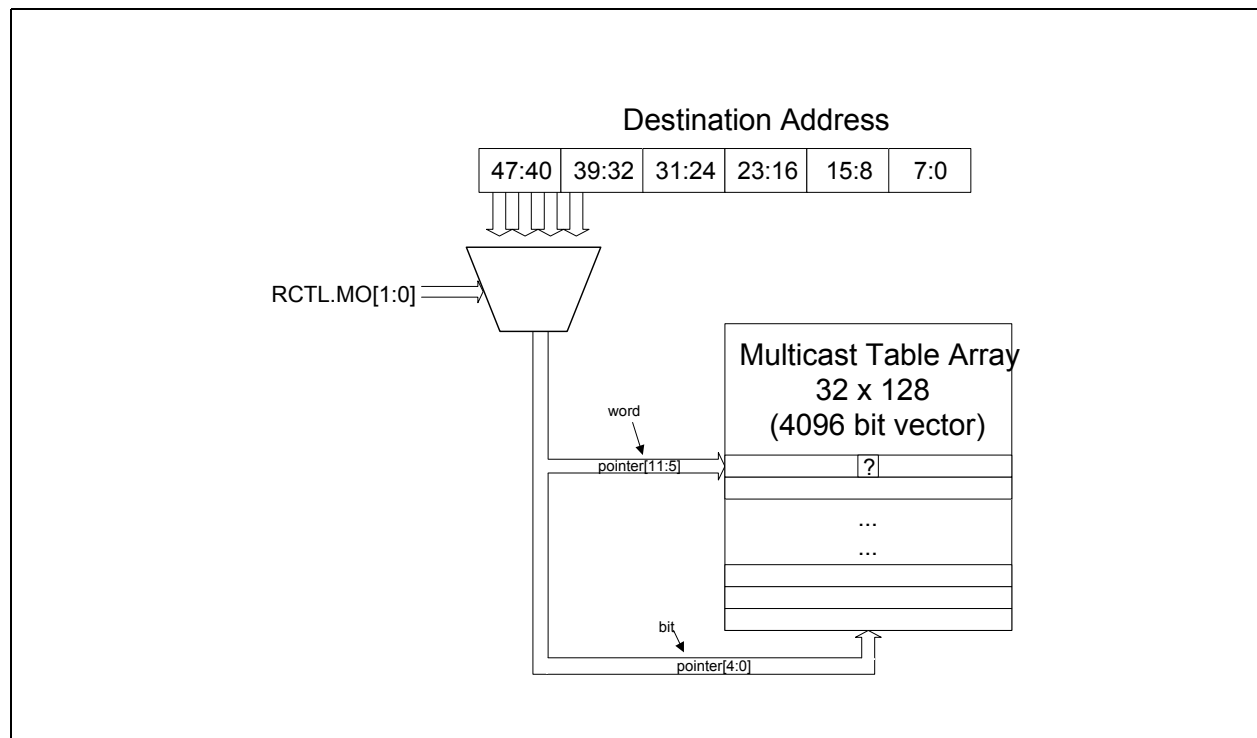 Destination Address
47:40 39:32 31:24 23:16 15:8 7:0
RCTL.MO[1:0]
Multicast Table Array
32 x 128
(4096 bit vector)
word
pointer[11:5]
?
...
...
bit
pointer[4:0]